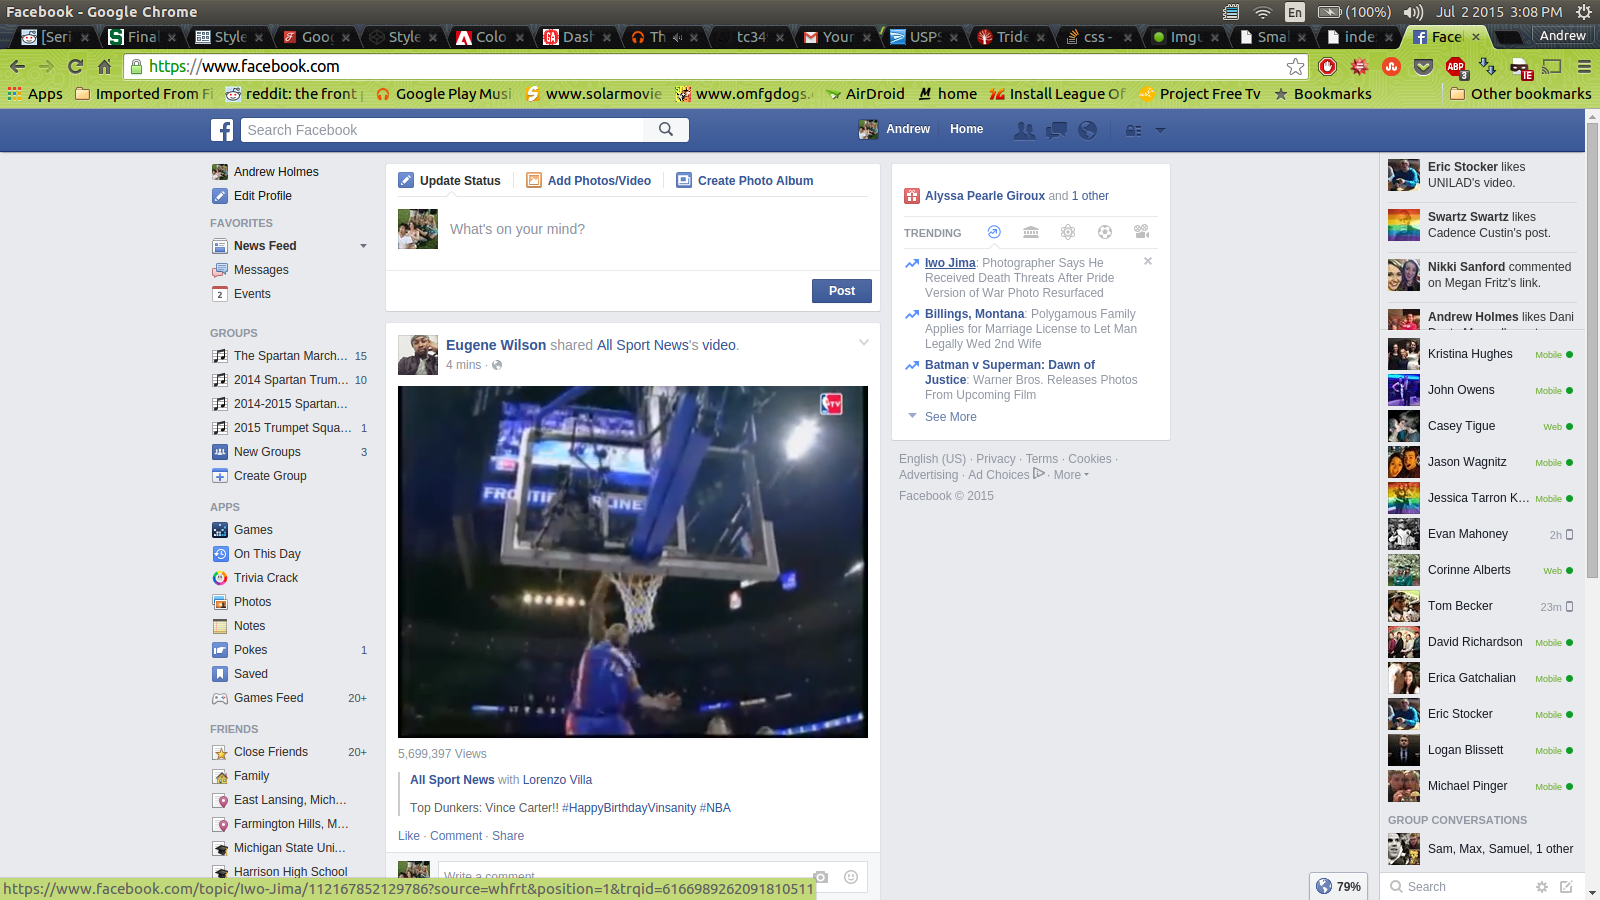 Facebook - Google Chrome
En (100%) Jul 2 2015 3:08 PM
[Seri Final Style Goog Style Colo Dash Th tc34 Your USPS Tride css - Imgu Smal inde Face Andrew
https://www.facebook.com
ABP 3 IE
Apps Imported From Fi reddit: the front Google Play Musi www.solarmovie www.omfgdogs. AirDroid home Install League Of Project Free Tv Bookmarks Other bookmarks
Search Facebook Andrew Home
Andrew Holmes
Edit Profile
FAVORITES
News Feed
Messages
2 Events
GROUPS
The Spartan March... 15
2014 Spartan Trum... 10
2014-2015 Spartan...
2015 Trumpet Squa... 1
New Groups 3
Create Group
APPS
Games
On This Day
Trivia Crack
Photos
Notes
Pokes 1
Saved
Games Feed 20+
FRIENDS
Close Friends 20+
Family
East Lansing, Mich...
Farmington Hills, M...
Michigan State Uni...
Harrison High School
Update Status Add Photos/Video Create Photo Album
What's on your mind?
Post
Eugene Wilson shared All Sport News's video.
4 mins ·
TV
5,699,397 Views
All Sport News with Lorenzo Villa
Top Dunkers: Vince Carter!! #HappyBirthdayVinsanity #NBA
Like · Comment · Share
Write a comment...
Alyssa Pearle Giroux and 1 other
TRENDING
Iwo Jima: Photographer Says He
Received Death Threats After Pride
Version of War Photo Resurfaced
Billings, Montana: Polygamous Family
Applies for Marriage License to Let Man
Legally Wed 2nd Wife
Batman v Superman: Dawn of
Justice: Warner Bros. Releases Photos
From Upcoming Film
See More
English (US) · Privacy · Terms · Cookies ·
Advertising · Ad Choices · More
Facebook © 2015
Eric Stocker likes
UNILAD's video.
Swartz Swartz likes
Cadence Custin's post.
Nikki Sanford commented
on Megan Fritz's link.
Andrew Holmes likes Dani
Kristina Hughes Mobile
John Owens Mobile
Casey Tigue Web
Jason Wagnitz Mobile
Jessica Tarron K... Mobile
Evan Mahoney 2h
Corinne Alberts Web
Tom Becker 23m
David Richardson Mobile
Erica Gatchalian Mobile
Eric Stocker Mobile
Logan Blissett Mobile
Michael Pinger Mobile
GROUP CONVERSATIONS
Sam, Max, Samuel, 1 other
Search
79%
https://www.facebook.com/topic/Iwo-Jima/112167852129786?source=whfrt&position=1&trqid=6166989262091810511